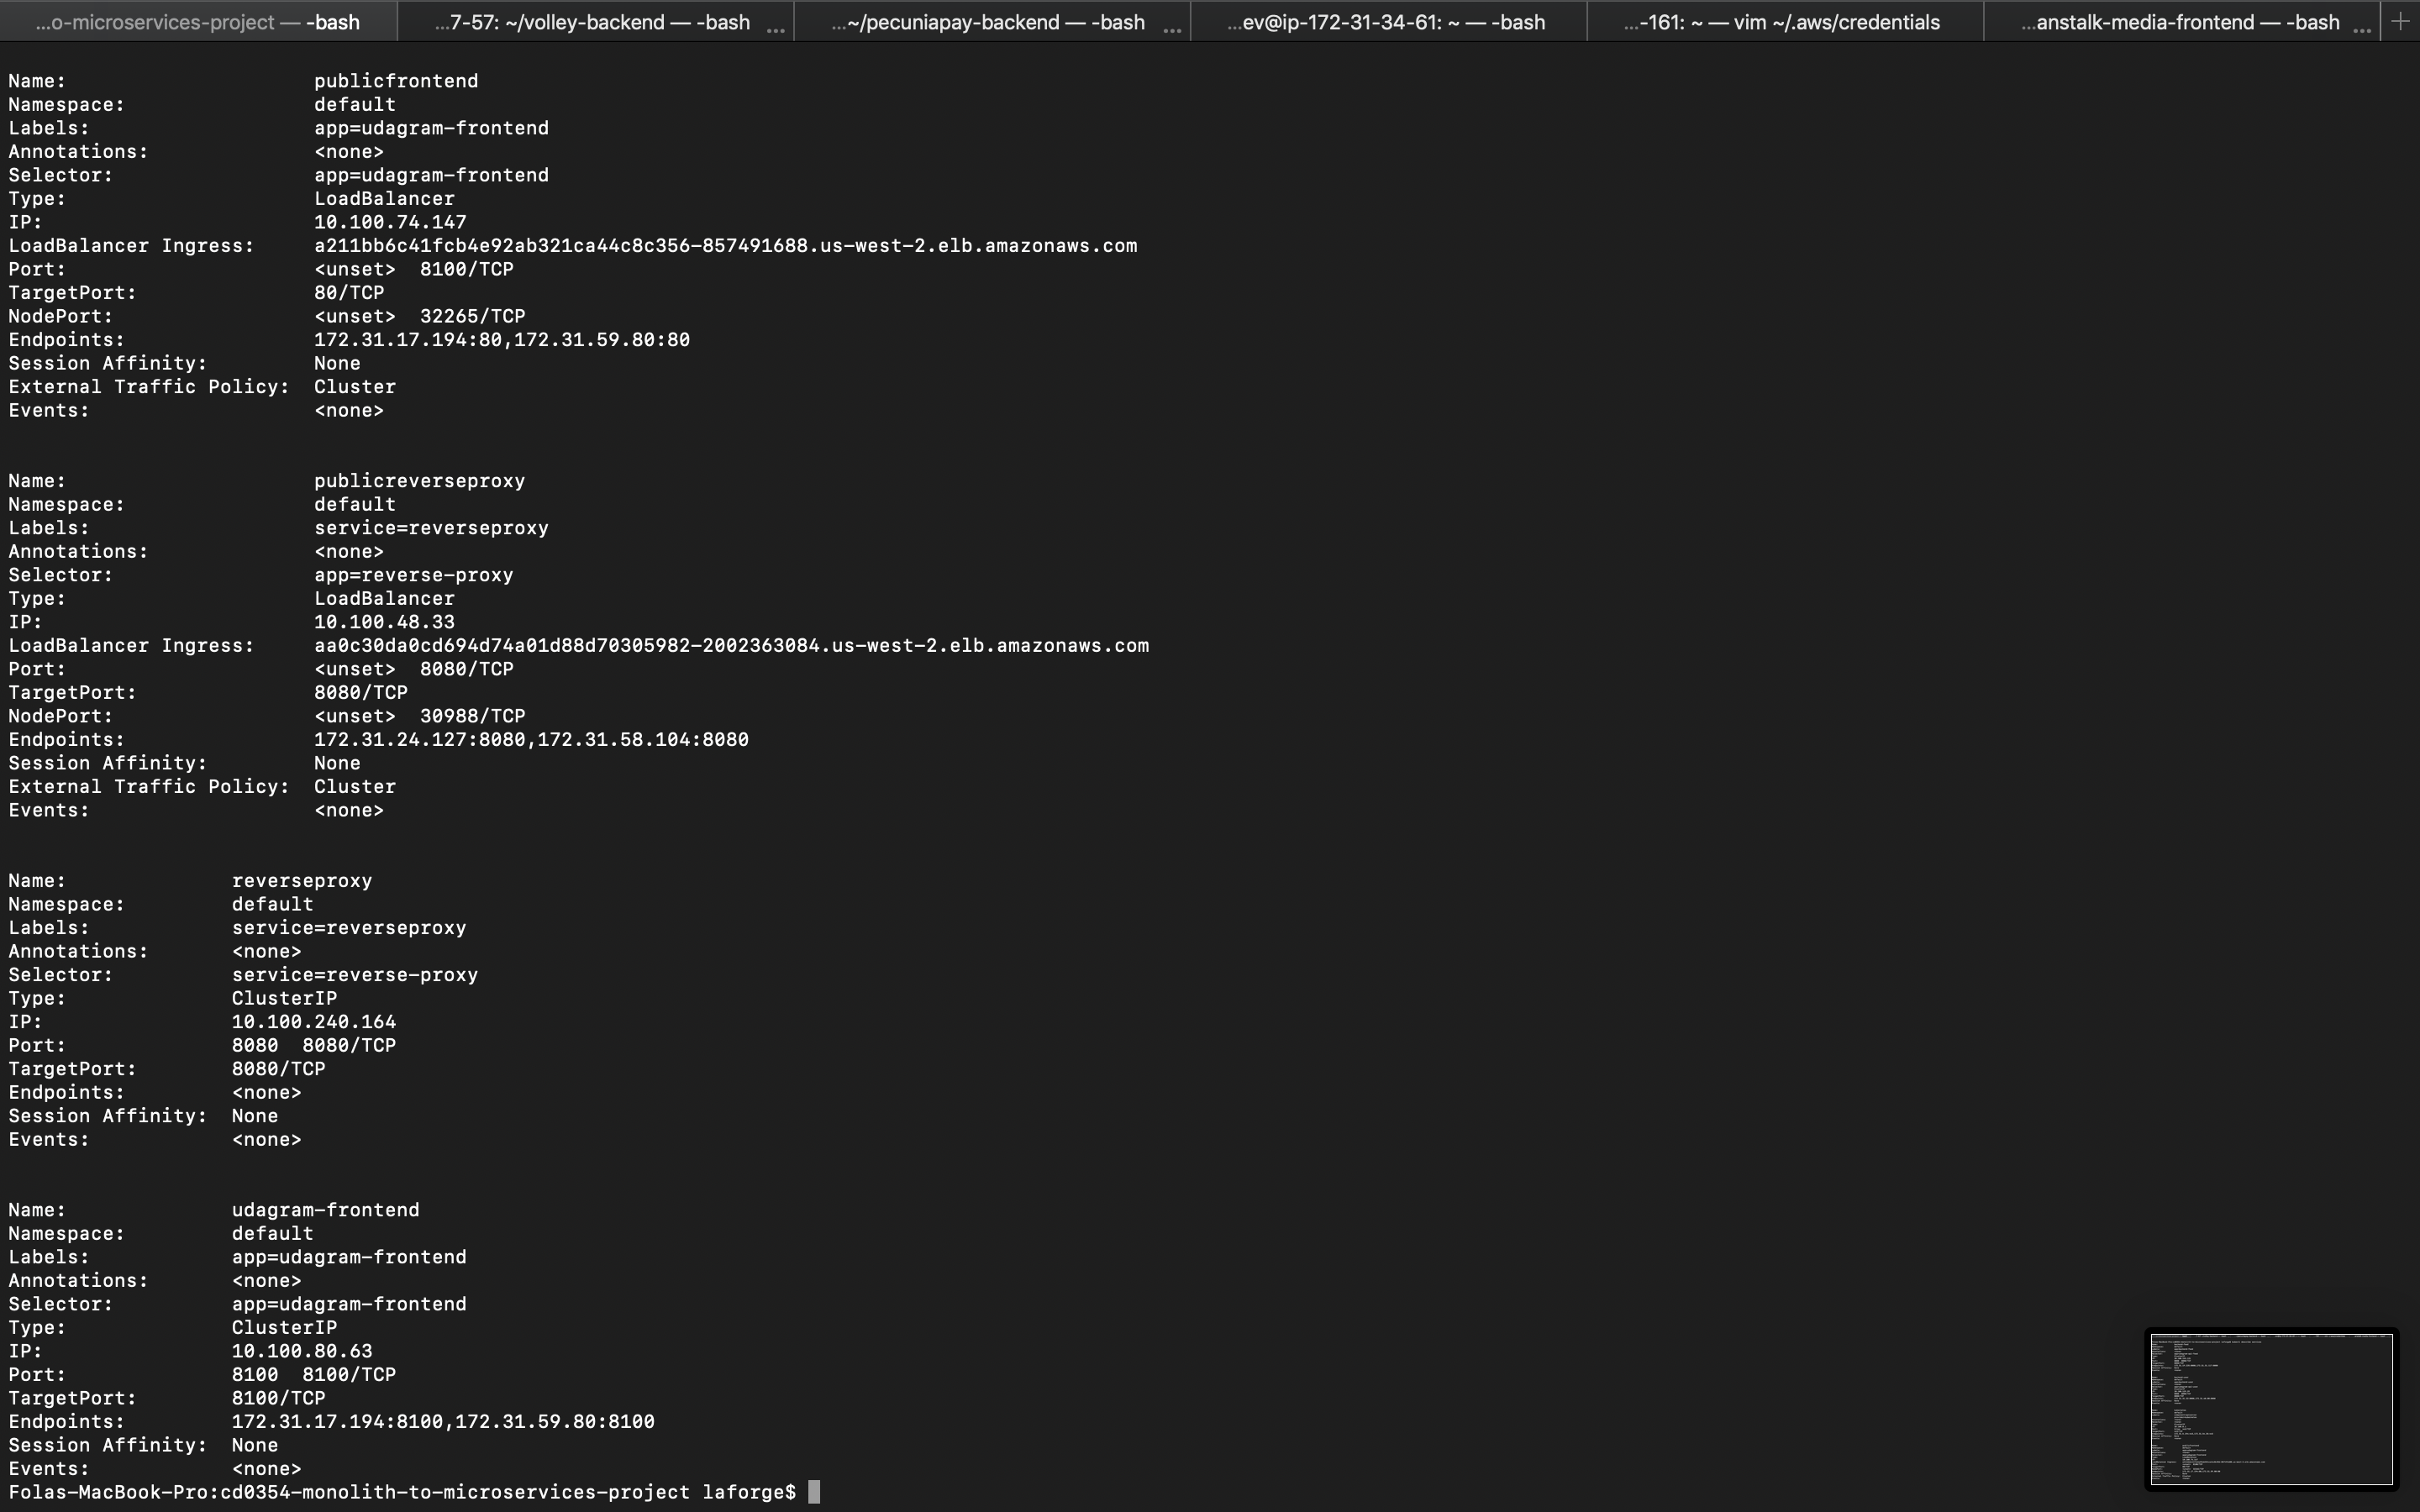 ...o-microservices-project — -bash
...7-57: ~/volley-backend — -bash ...
...~/pecuniapay-backend — -bash ...
...ev@ip-172-31-34-61: ~ — -bash
...-161: ~ — vim ~/.aws/credentials
...anstalk-media-frontend — -bash ...
Name: publicfrontend
Namespace: default
Labels: app=udagram-frontend
Annotations: <none>
Selector: app=udagram-frontend
Type: LoadBalancer
IP: 10.100.74.147
LoadBalancer Ingress: a211bb6c41fcb4e92ab321ca44c8c356-857491688.us-west-2.elb.amazonaws.com
Port: <unset> 8100/TCP
TargetPort: 80/TCP
NodePort: <unset> 32265/TCP
Endpoints: 172.31.17.194:80,172.31.59.80:80
Session Affinity: None
External Traffic Policy: Cluster
Events: <none>
Name: publicreverseproxy
Namespace: default
Labels: service=reverseproxy
Annotations: <none>
Selector: app=reverse-proxy
Type: LoadBalancer
IP: 10.100.48.33
LoadBalancer Ingress: aa0c30da0cd694d74a01d88d70305982-2002363084.us-west-2.elb.amazonaws.com
Port: <unset> 8080/TCP
TargetPort: 8080/TCP
NodePort: <unset> 30988/TCP
Endpoints: 172.31.24.127:8080,172.31.58.104:8080
Session Affinity: None
External Traffic Policy: Cluster
Events: <none>
Name: reverseproxy
Namespace: default
Labels: service=reverseproxy
Annotations: <none>
Selector: service=reverse-proxy
Type: ClusterIP
IP: 10.100.240.164
Port: 8080 8080/TCP
TargetPort: 8080/TCP
Endpoints: <none>
Session Affinity: None
Events: <none>
Name: udagram-frontend
Namespace: default
Labels: app=udagram-frontend
Annotations: <none>
Selector: app=udagram-frontend
Type: ClusterIP
IP: 10.100.80.63
Port: 8100 8100/TCP
TargetPort: 8100/TCP
Endpoints: 172.31.17.194:8100,172.31.59.80:8100
Session Affinity: None
Events: <none>
Folas-MacBook-Pro:cd0354-monolith-to-microservices-project laforge$